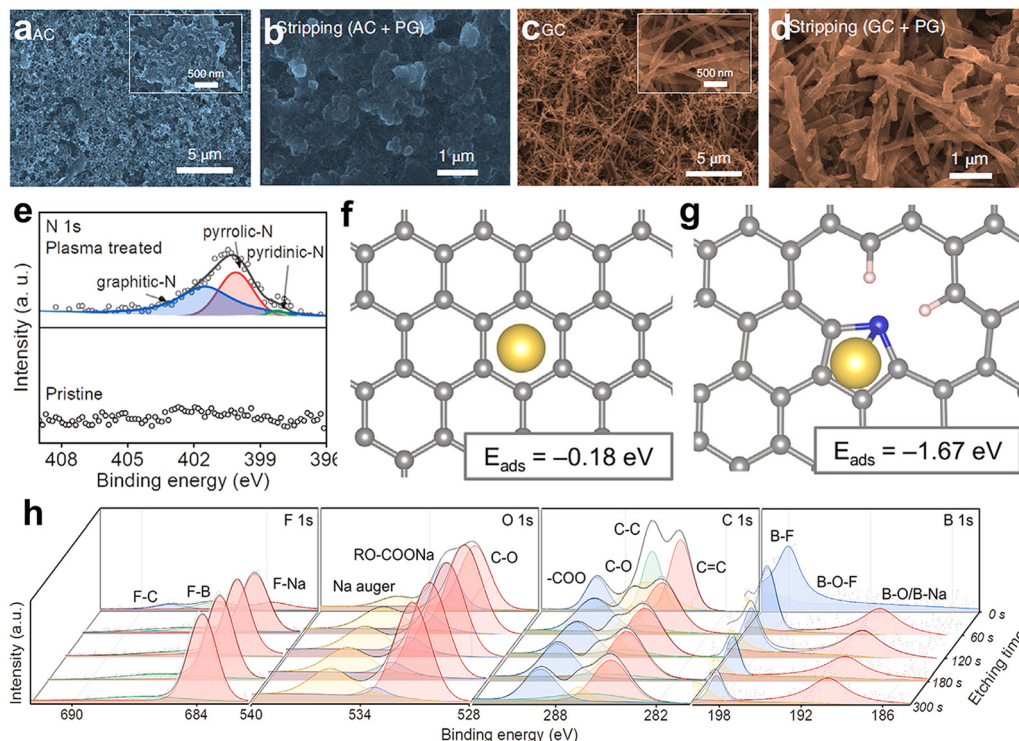 a AC
500 nm
5 μm
b Stripping (AC + PG)
1 μm
c GC
500 nm
5 μm
d Stripping (GC + PG)
1 μm
e
N 1s
Plasma treated
pyrrolic-N
pyridinic-N
graphitic-N
Pristine
Intensity (a. u.)
408 405 402 399 396
Binding energy (eV)
f
E_ads = −0.18 eV
g
E_ads = −1.67 eV
h
F 1s
O 1s
C 1s
B 1s
F-C
F-B
F-Na
Na auger
RO-COONa
C-O
-COO
C-O
C-C
C=C
B-F
B-O-F
B-O/B-Na
0 s
60 s
120 s
180 s
300 s
Etching time
Intensity (a.u.)
690 684 540 534 528 288 282 198 192 186
Binding energy (eV)